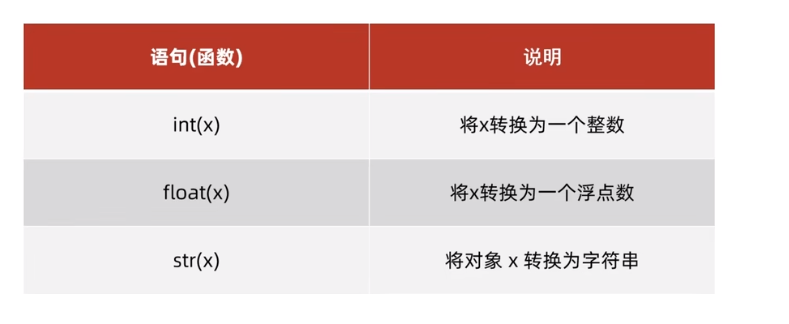 语句(函数) 说明
int(x) 将x转换为一个整数
float(x) 将x转换为一个浮点数
str(x) 将对象 x 转换为字符串